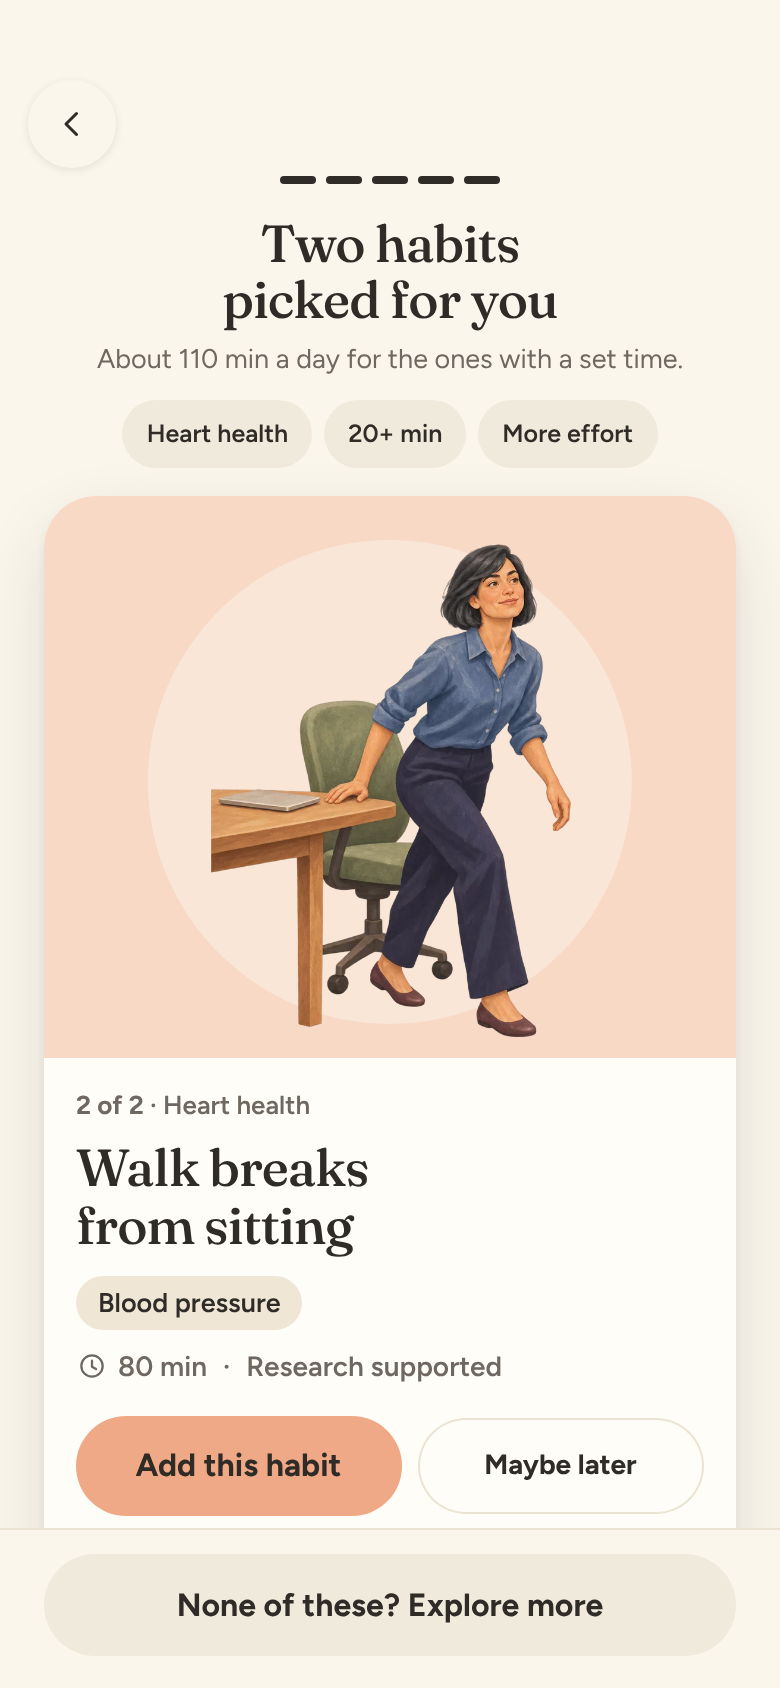 Two habits
picked for you
About 110 min a day for the ones with a set time.
Heart health
20+ min
More effort
2 of 2 · Heart health
Walk breaks
from sitting
Blood pressure
80 min · Research supported
Add this habit
Maybe later
None of these? Explore more